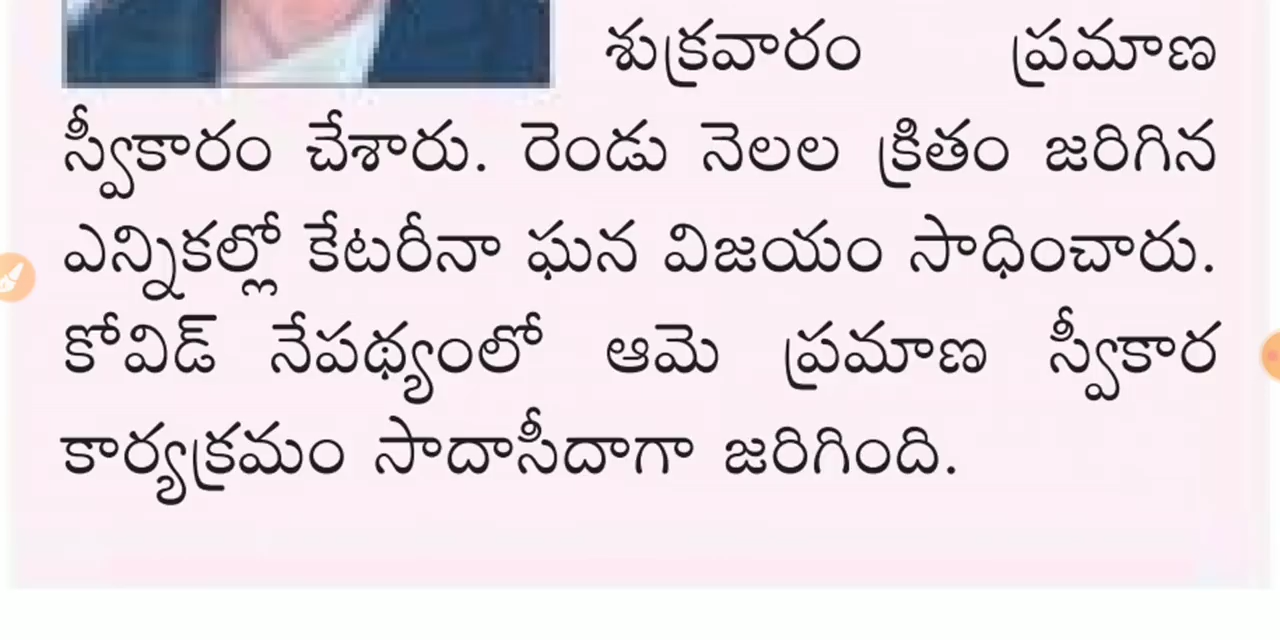 శుక్రవారం ప్రమాణ
స్వీకారం చేశారు. రెండు నెలల క్రితం జరిగిన
ఎన్నికల్లో కేటరీనా ఘన విజయం సాధించారు.
కోవిడ్ నేపథ్యంలో ఆమె ప్రమాణ స్వీకార
కార్యక్రమం సాదాసీదాగా జరిగింది.